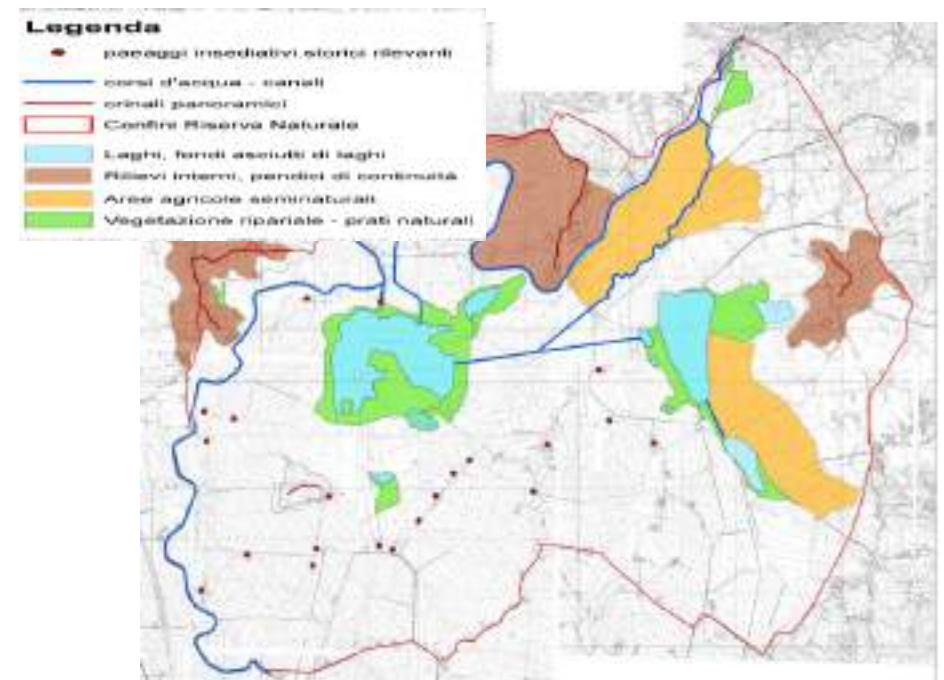 Legenda
paeaggi insediativi storici rilevanti
corsi d'acqua - canali
crinali panoramici
Confini Riserva Naturale
Laghi, fondi asciutti di laghi
Rilievi interni, pendici di continuità
Aree agricole seminaturali
Vegetazione ripariale - prati naturali